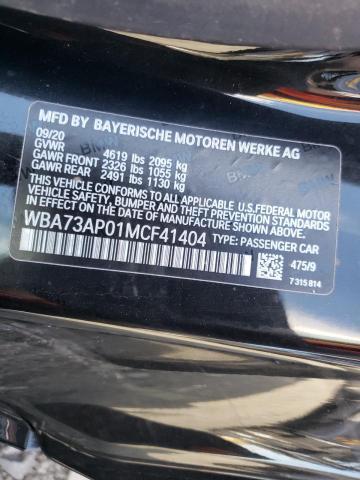 MFD BY BAYERISCHE MOTOREN WERKE AG
09/20
GVWR 4619 lbs 2095 kg
GAWR FRONT 2326 lbs 1055 kg
GAWR REAR 2491 lbs 1130 kg
THIS VEHICLE CONFORMS TO ALL APPLICABLE U.S.FEDERAL MOTOR
VEHICLE SAFETY, BUMPER AND THEFT PREVENTION STANDARDS
IN EFFECT ON THE DATE OF MANUFACTURE SHOWN ABOVE.
WBA73AP01MCF41404 TYPE: PASSENGER CAR
475/9
7 315 814